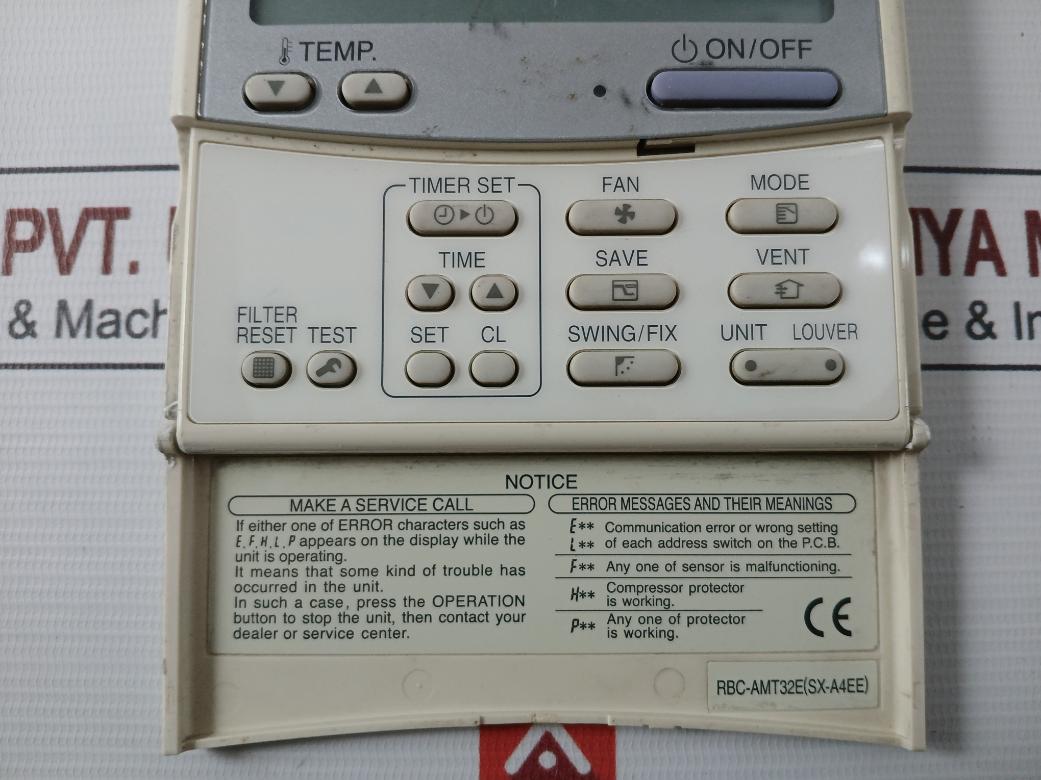 TEMP.
ON/OFF
TIMER SET
FAN
MODE
TIME
SAVE
VENT
FILTER
RESET
TEST
SET
CL
SWING/FIX
UNIT
LOUVER
PVT.
IYA
& Mach
e & In
NOTICE
MAKE A SERVICE CALL
If either one of ERROR characters such as
E,F,H,L,P appears on the display while the
unit is operating.
It means that some kind of trouble has
occurred in the unit.
In such a case, press the OPERATION
button to stop the unit, then contact your
dealer or service center.
ERROR MESSAGES AND THEIR MEANINGS
E** Communication error or wrong setting
L** of each address switch on the P.C.B.
F** Any one of sensor is malfunctioning.
H** Compressor protector
is working.
P** Any one of protector
is working.
CE
RBC-AMT32E(SX-A4EE)